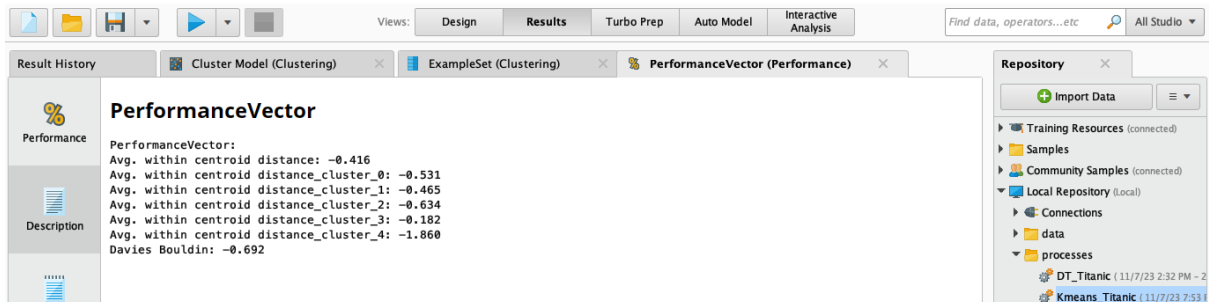 Views:
Design
Results
Turbo Prep
Auto Model
Interactive
Analysis
Find data, operators...etc
All Studio
Result History
Cluster Model (Clustering)
ExampleSet (Clustering)
PerformanceVector (Performance)
Repository
%
Performance
Description
PerformanceVector
PerformanceVector:
Avg. within centroid distance: -0.416
Avg. within centroid distance_cluster_0: -0.531
Avg. within centroid distance_cluster_1: -0.465
Avg. within centroid distance_cluster_2: -0.634
Avg. within centroid distance_cluster_3: -0.182
Avg. within centroid distance_cluster_4: -1.860
Davies Bouldin: -0.692
Import Data
Training Resources (connected)
Samples
Community Samples (connected)
Local Repository (Local)
Connections
data
processes
DT_Titanic ( 11/7/23 2:32 PM – 2
Kmeans_Titanic ( 11/7/23 7:53